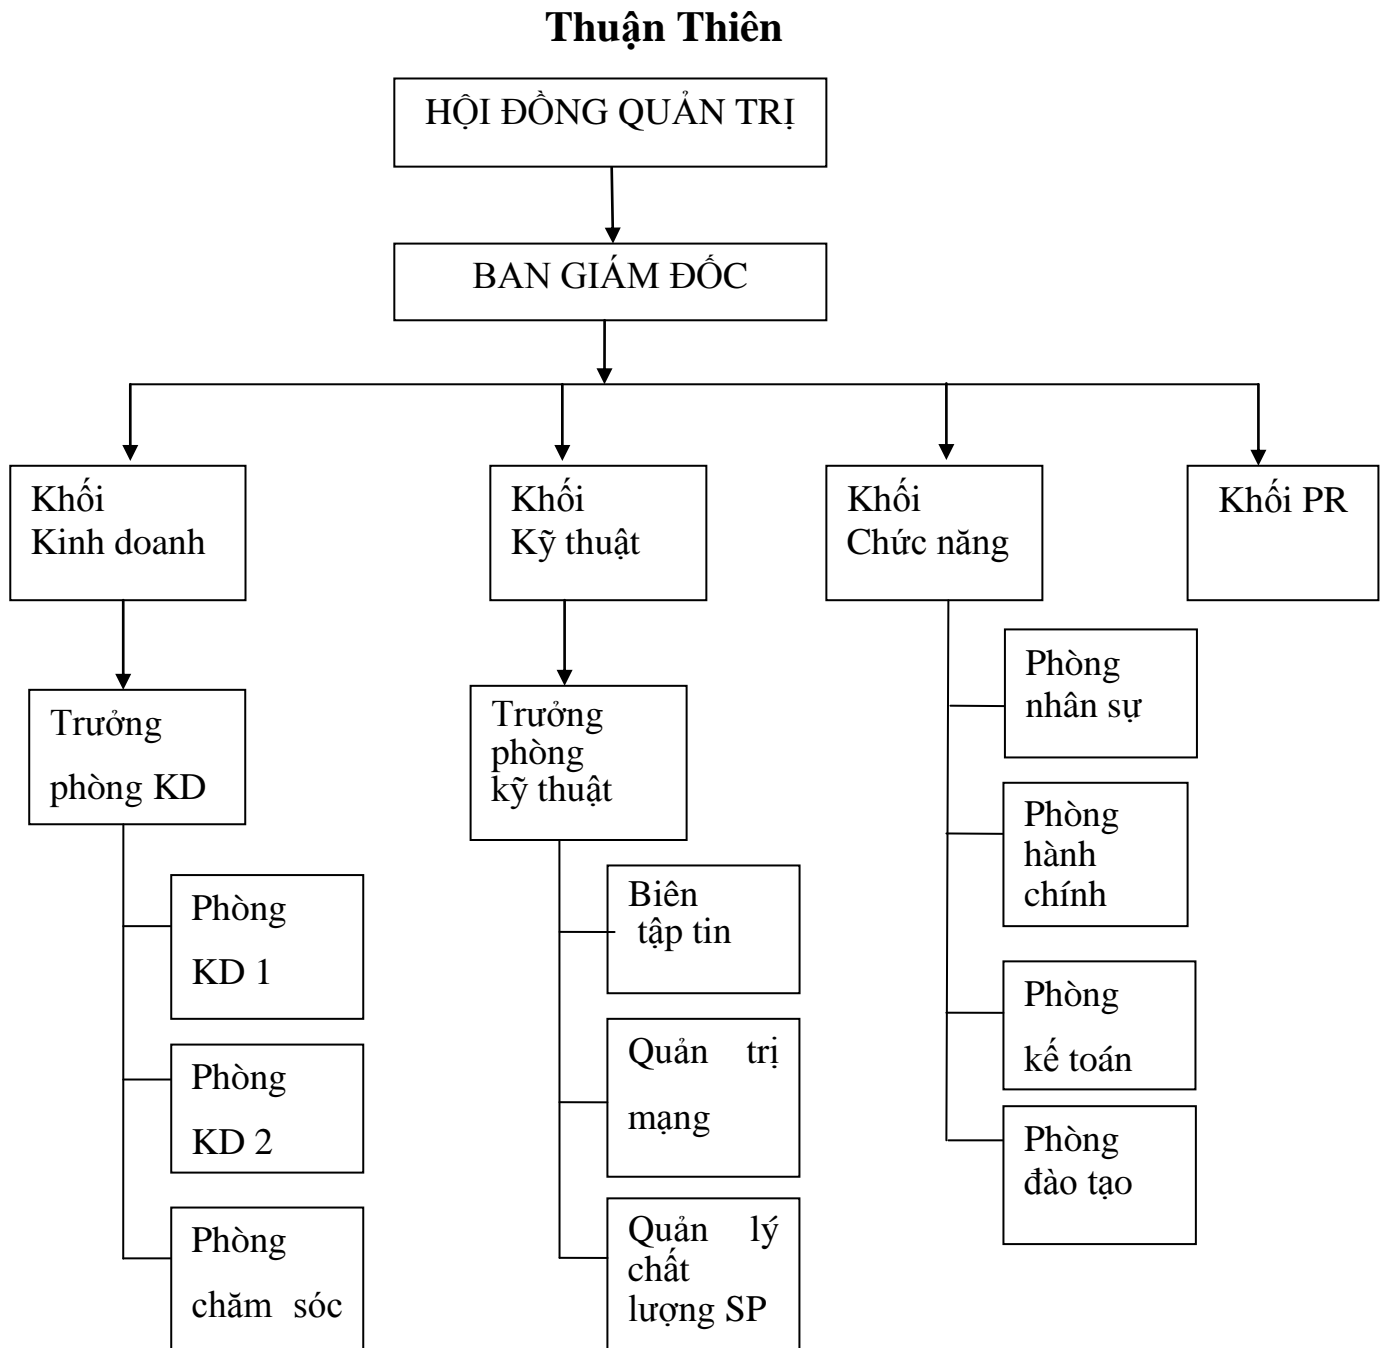 Thuận Thiên
HỘI ĐỒNG QUẢN TRỊ
BAN GIÁM ĐỐC
Khối
Kinh doanh
Khối
Kỹ thuật
Khối
Chức năng
Khối PR
Trưởng
phòng KD
Phòng
KD 1
Phòng
KD 2
Phòng
chăm sóc
Trưởng
phòng
kỹ thuật
Biên
tập tin
Quản trị
mạng
Quản lý
chất
lượng SP
Phòng
nhân sự
Phòng
hành
chính
Phòng
kế toán
Phòng
đào tạo